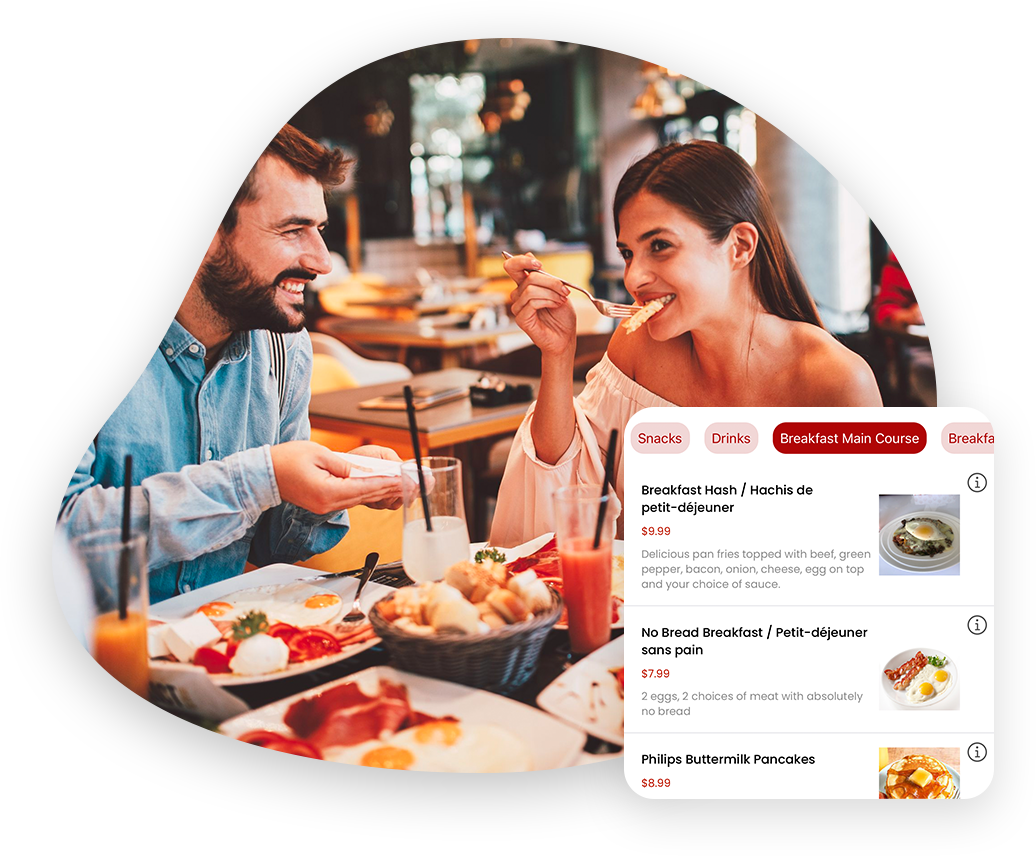 Snacks Drinks Breakfast Main Course Breakfa
Breakfast Hash / Hachis de
petit-déjeuner
$9.99
Delicious pan fries topped with beef, green
pepper, bacon, onion, cheese, egg on top
and your choice of sauce.
No Bread Breakfast / Petit-déjeuner
sans pain
$7.99
2 eggs, 2 choices of meat with absolutely
no bread
Philips Buttermilk Pancakes
$8.99